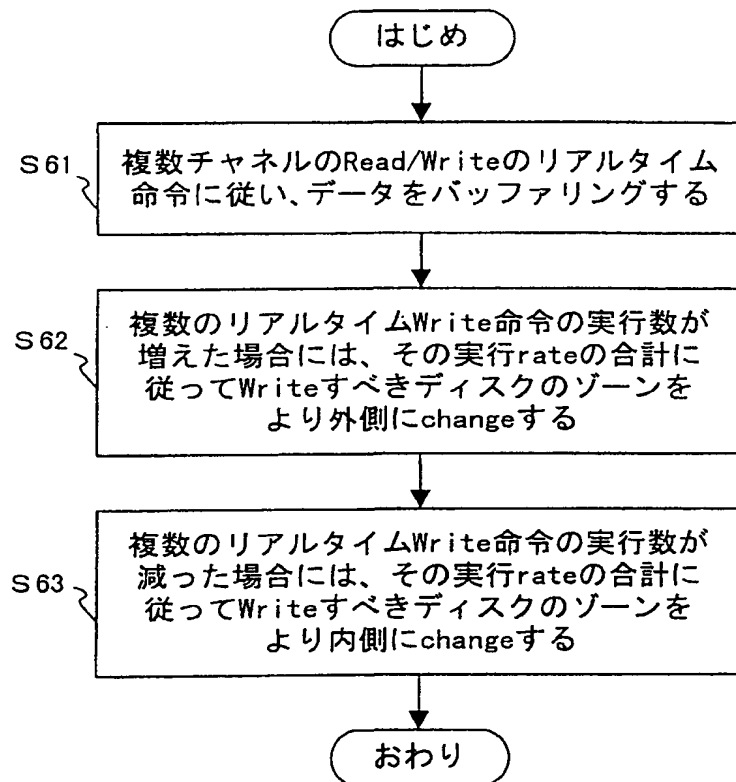 はじめ
S61
複数チャネルのRead/Writeのリアルタイム
命令に従い、データをバッファリングする
S62
複数のリアルタイムWrite命令の実行数が
増えた場合には、その実行rateの合計に
従ってWriteすべきディスクのゾーンを
より外側にchangeする
S63
複数のリアルタイムWrite命令の実行数が
減った場合には、その実行rateの合計に
従ってWriteすべきディスクのゾーンを
より内側にchangeする
おわり